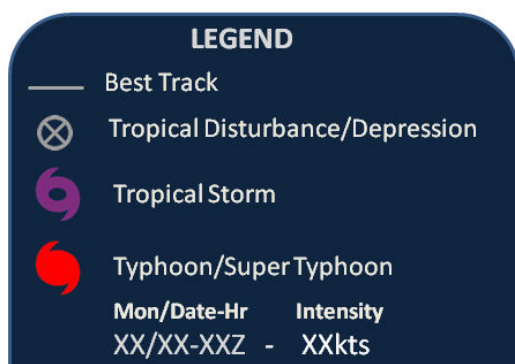 LEGEND
Best Track
Tropical Disturbance/Depression
Tropical Storm
Typhoon/Super Typhoon
Mon/Date-Hr Intensity
XX/XX-XXZ - XXkts